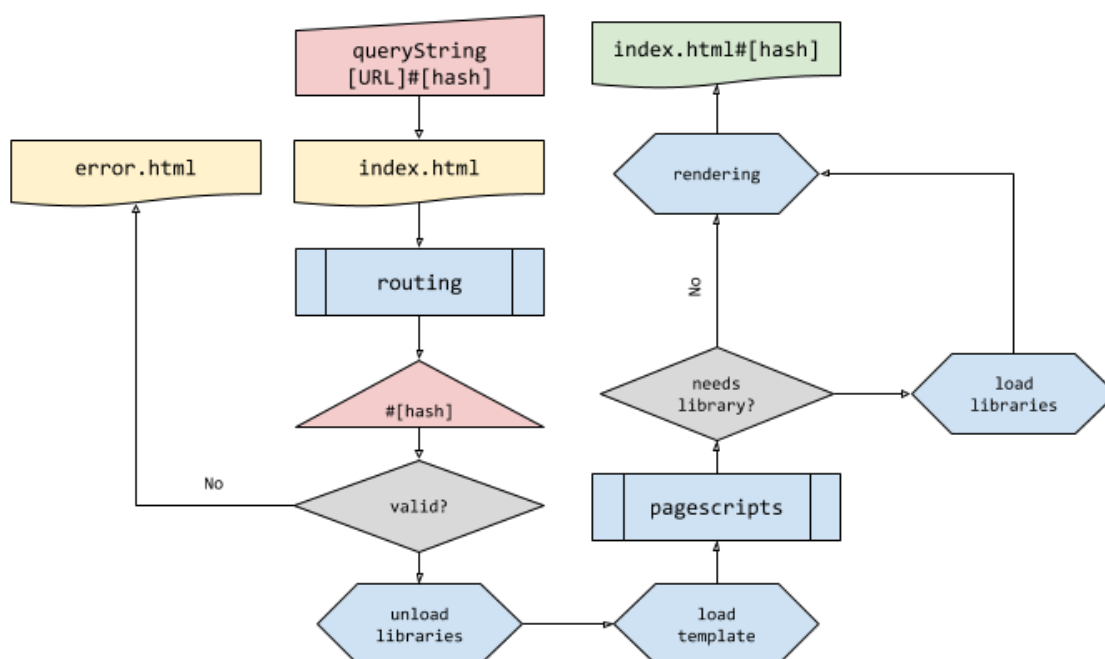 queryString
[URL]#[hash]
index.html#[hash]
error.html
index.html
rendering
routing
No
needs
library?
load
libraries
#[hash]
No
valid?
pagescripts
unload
libraries
load
template